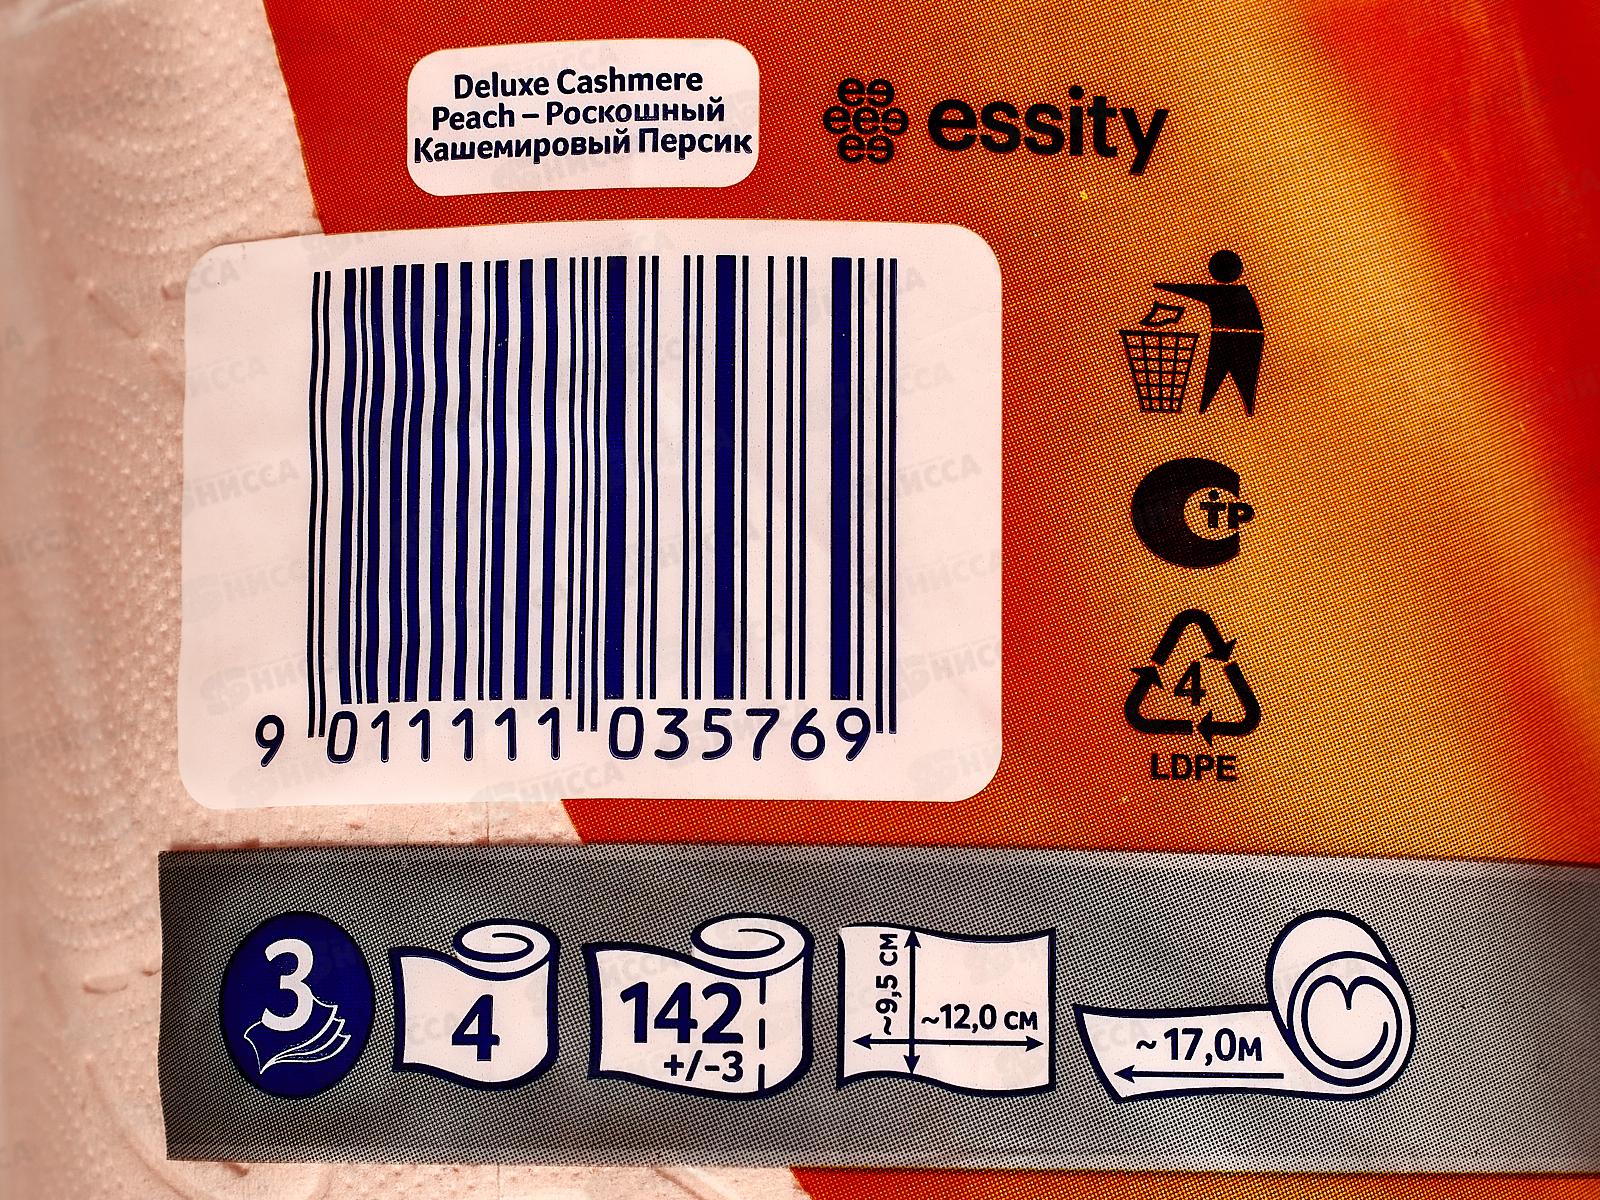 Deluxe Cashmere
Peach – Роскошный
Кашемировый Персик
essity
ТР
4
LDPE
9 011111 035769
3
4
142
+/-3
~9,5 см
~12,0 см
~17,0м